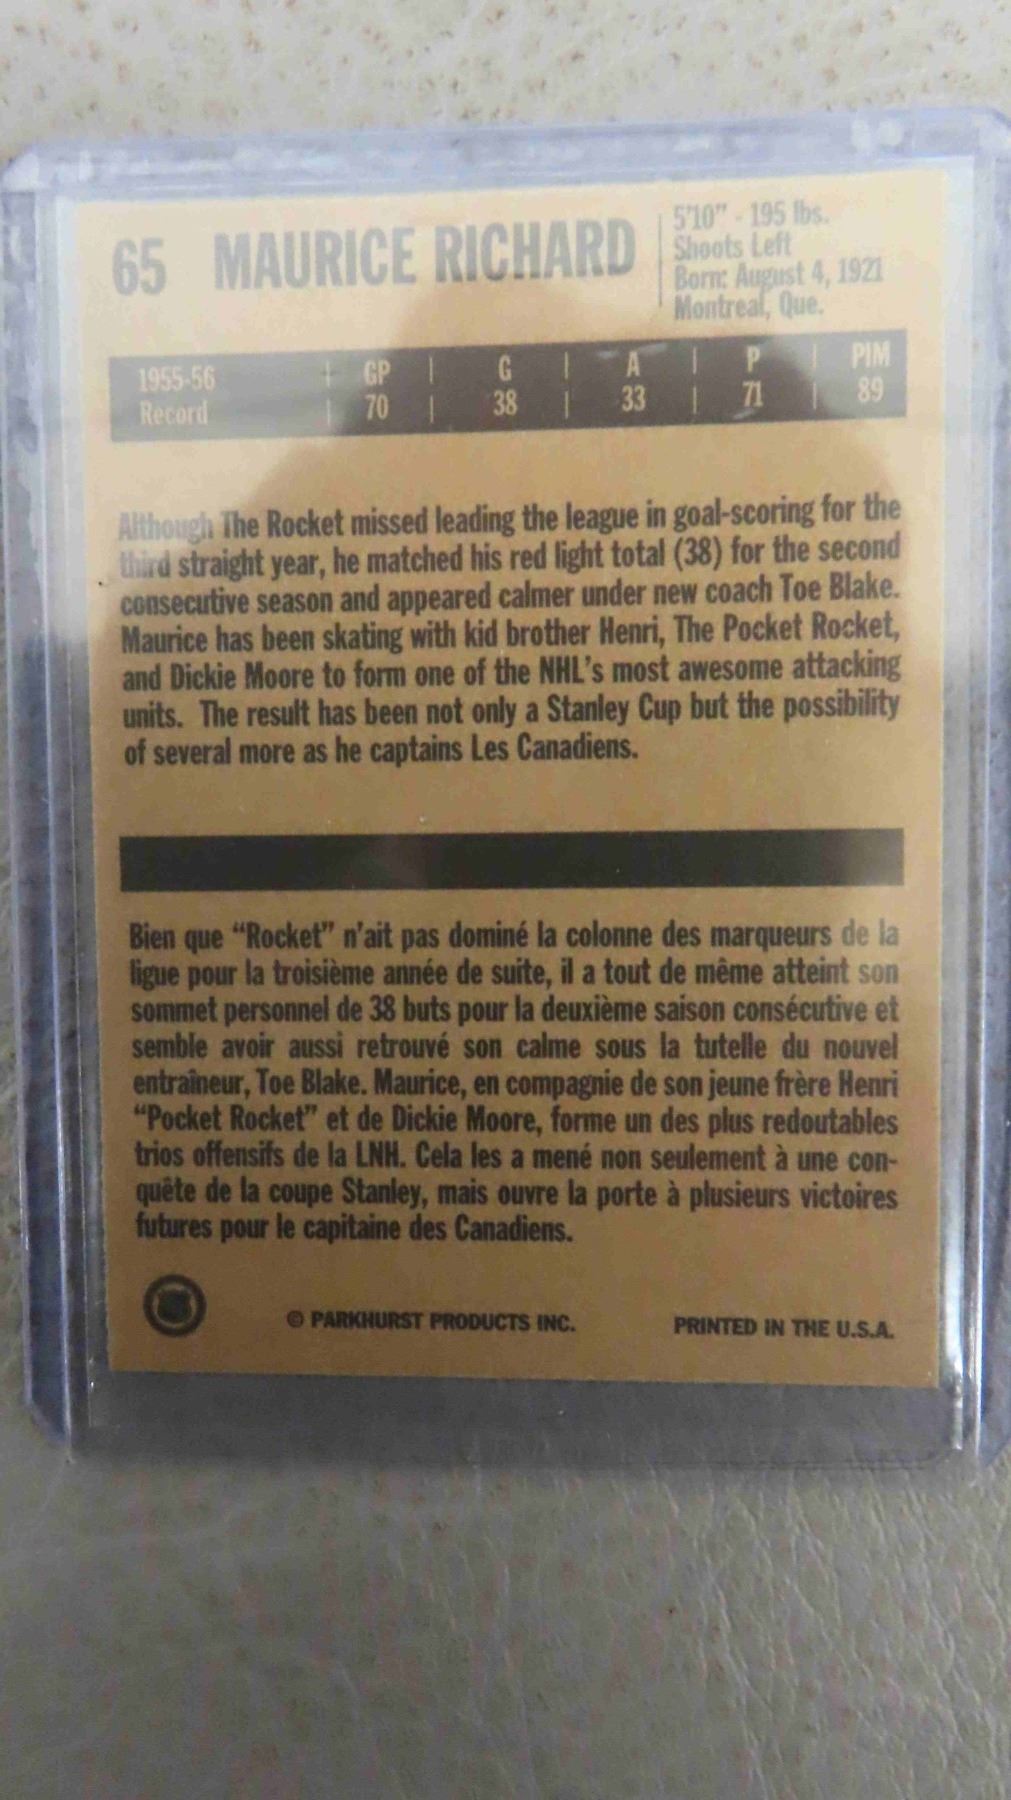 65 MAURICE RICHARD
5'10" - 195 lbs.
Shoots Left
Born: August 4, 1921
Montreal, Que.
1955-56 | GP | G | A | P | PIM
Record | 70 | 38 | 33 | 71 | 89
Although The Rocket missed leading the league in goal-scoring for the
third straight year, he matched his red light total (38) for the second
consecutive season and appeared calmer under new coach Toe Blake.
Maurice has been skating with kid brother Henri, The Pocket Rocket,
and Dickie Moore to form one of the NHL's most awesome attacking
units. The result has been not only a Stanley Cup but the possibility
of several more as he captains Les Canadiens.
Bien que “Rocket” n'ait pas dominé la colonne des marqueurs de la
ligue pour la troisième année de suite, il a tout de même atteint son
sommet personnel de 38 buts pour la deuxième saison consécutive et
semble avoir aussi retrouvé son calme sous la tutelle du nouvel
entraîneur, Toe Blake. Maurice, en compagnie de son jeune frère Henri
“Pocket Rocket” et de Dickie Moore, forme un des plus redoutables
trios offensifs de la LNH. Cela les a mené non seulement à une con-
quête de la coupe Stanley, mais ouvre la porte à plusieurs victoires
futures pour le capitaine des Canadiens.
© PARKHURST PRODUCTS INC. PRINTED IN THE U.S.A.